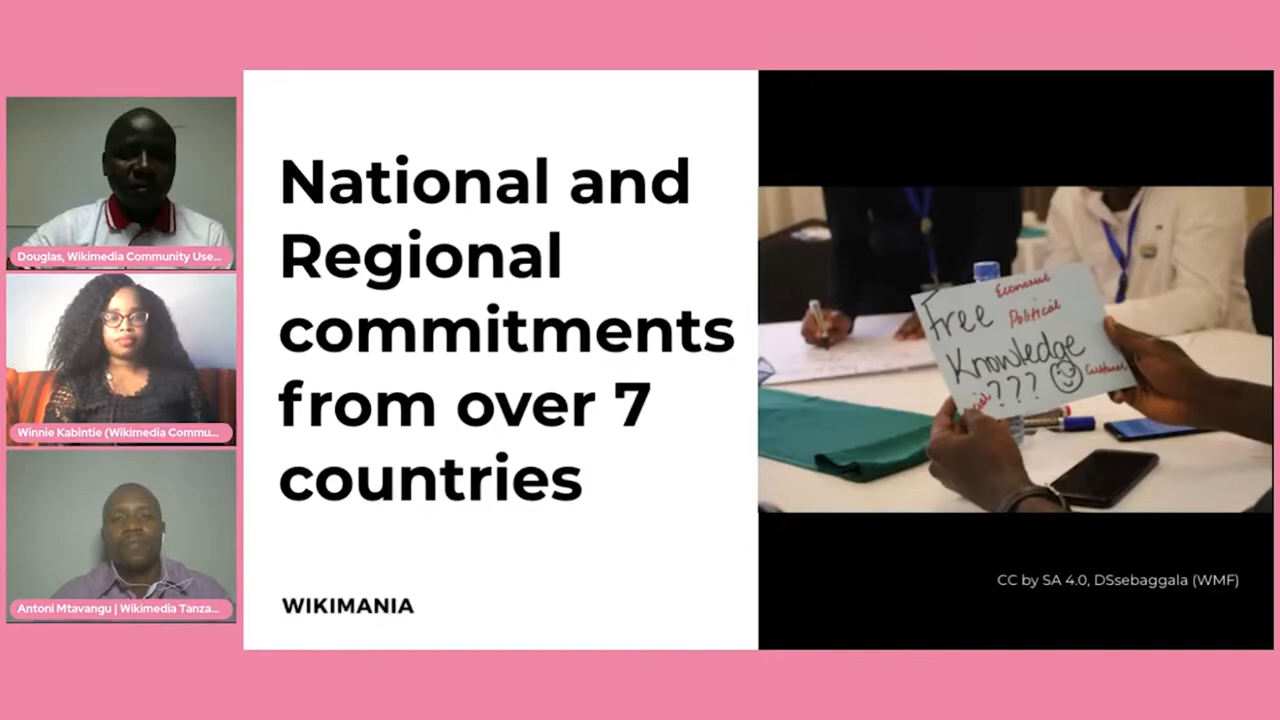 Douglas, Wikimedia Community Use...
Winnie Kabintie (Wikimedia Commu...
Antoni Mtavangu | Wikimedia Tanza...
National and
Regional
commitments
from over 7
countries
WIKIMANIA
Economic
Free
Political
Knowledge
Cultural
???
CC by SA 4.0, DSsebaggala (WMF)